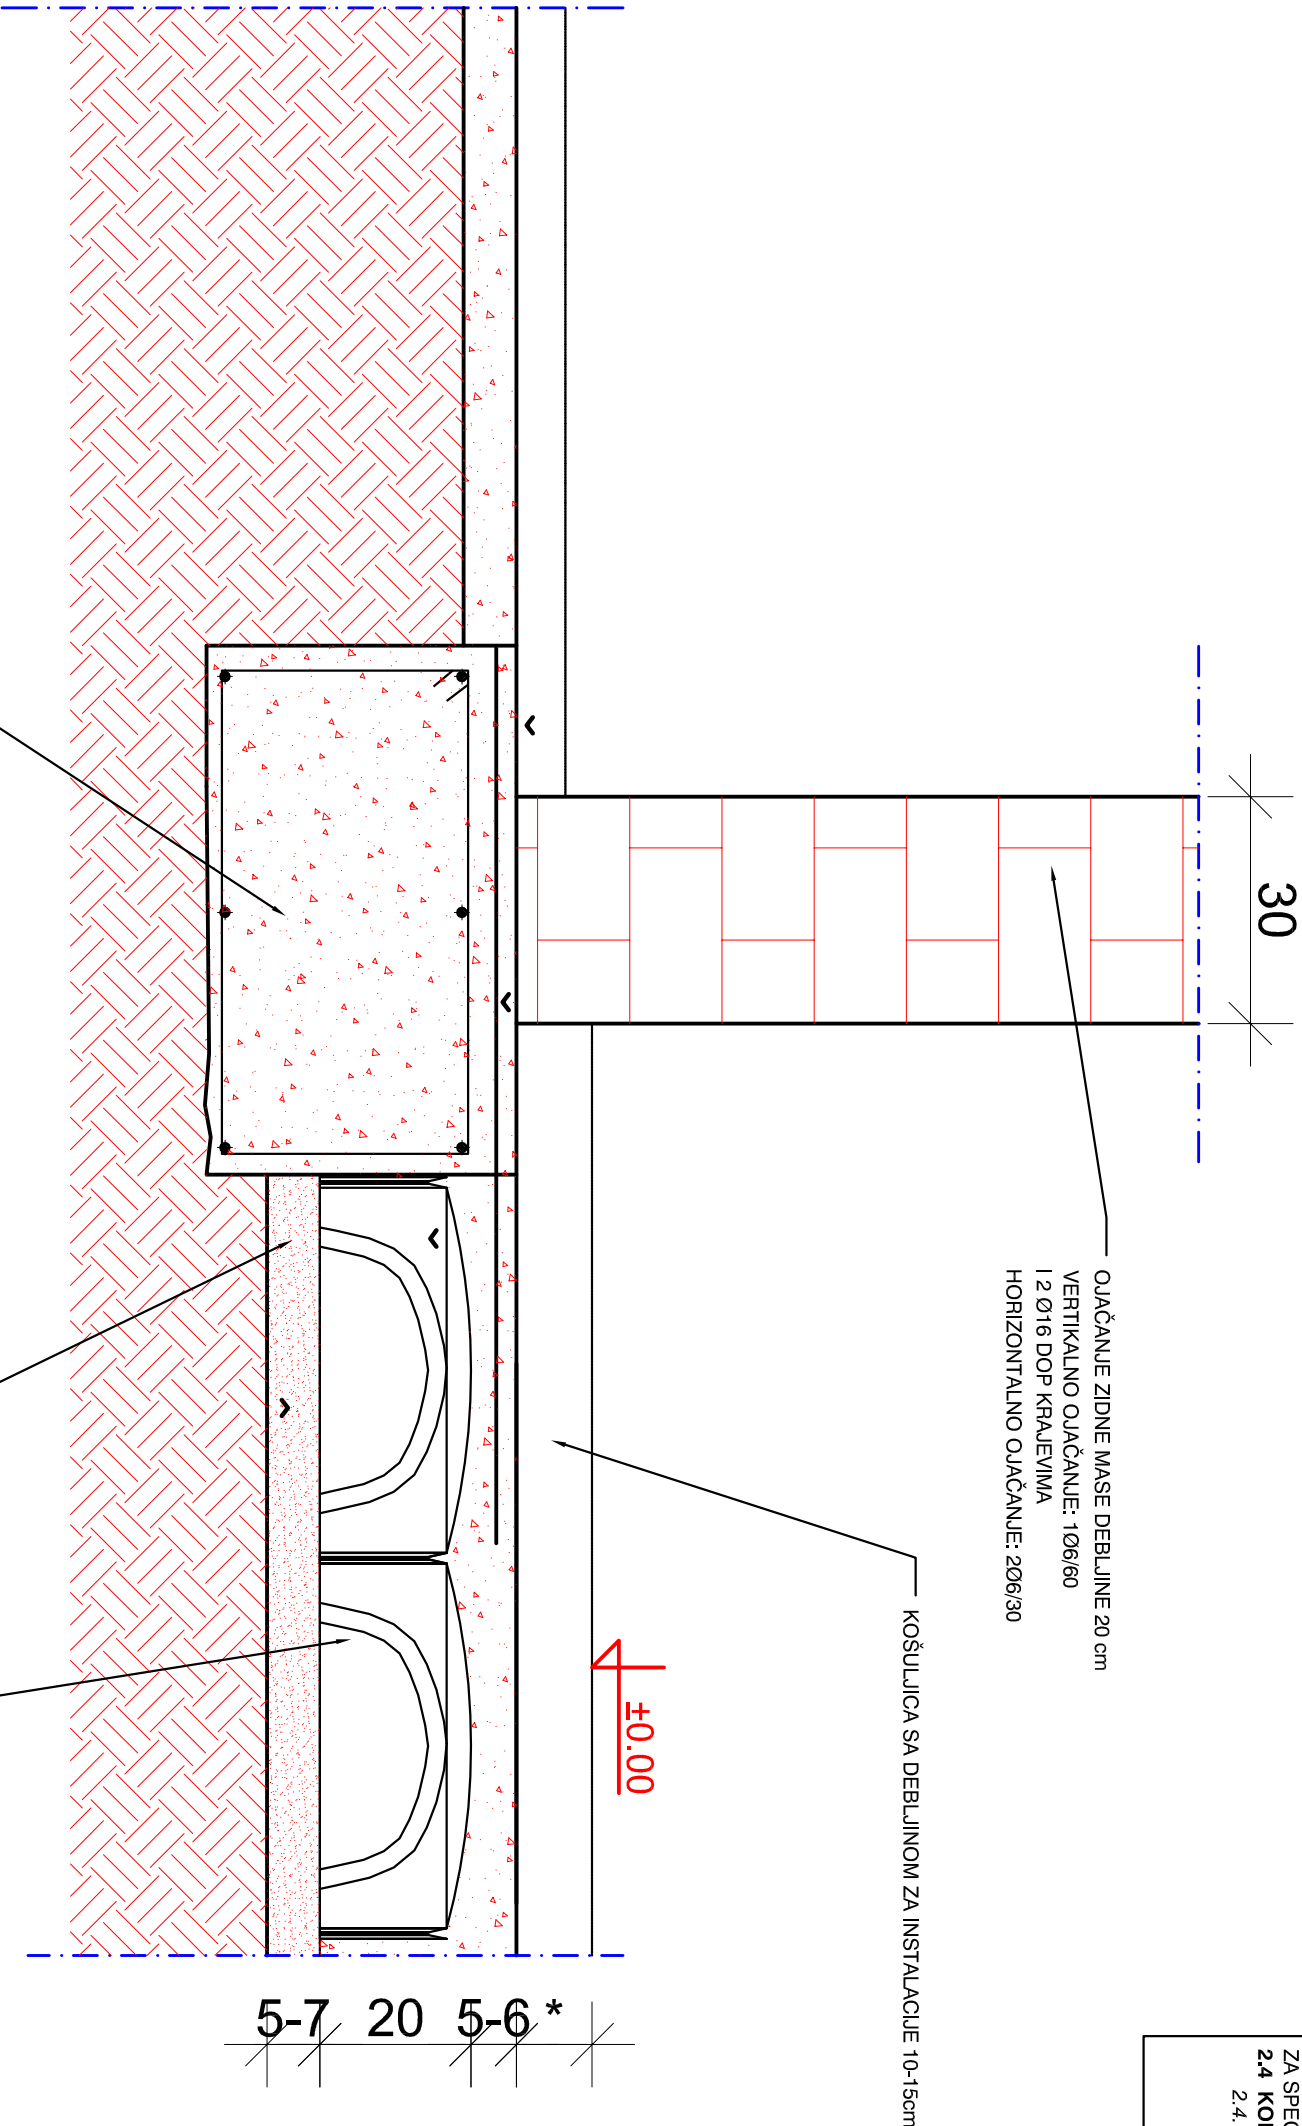 30
OJAČANJE ZIDNE MASE DEBLJINE 20 cm
VERTIKALNO OJAČANJE: 1Ø6/60
I 2 Ø16 DOP KRAJEVIMA
HORIZONTALNO OJAČANJE: 2Ø6/30
KOŠULJICA SA DEBLJINOM ZA INSTALACIJE 10-15cm
±0.00
5-7 20 5-6 *
ZA
2.4
2.4.